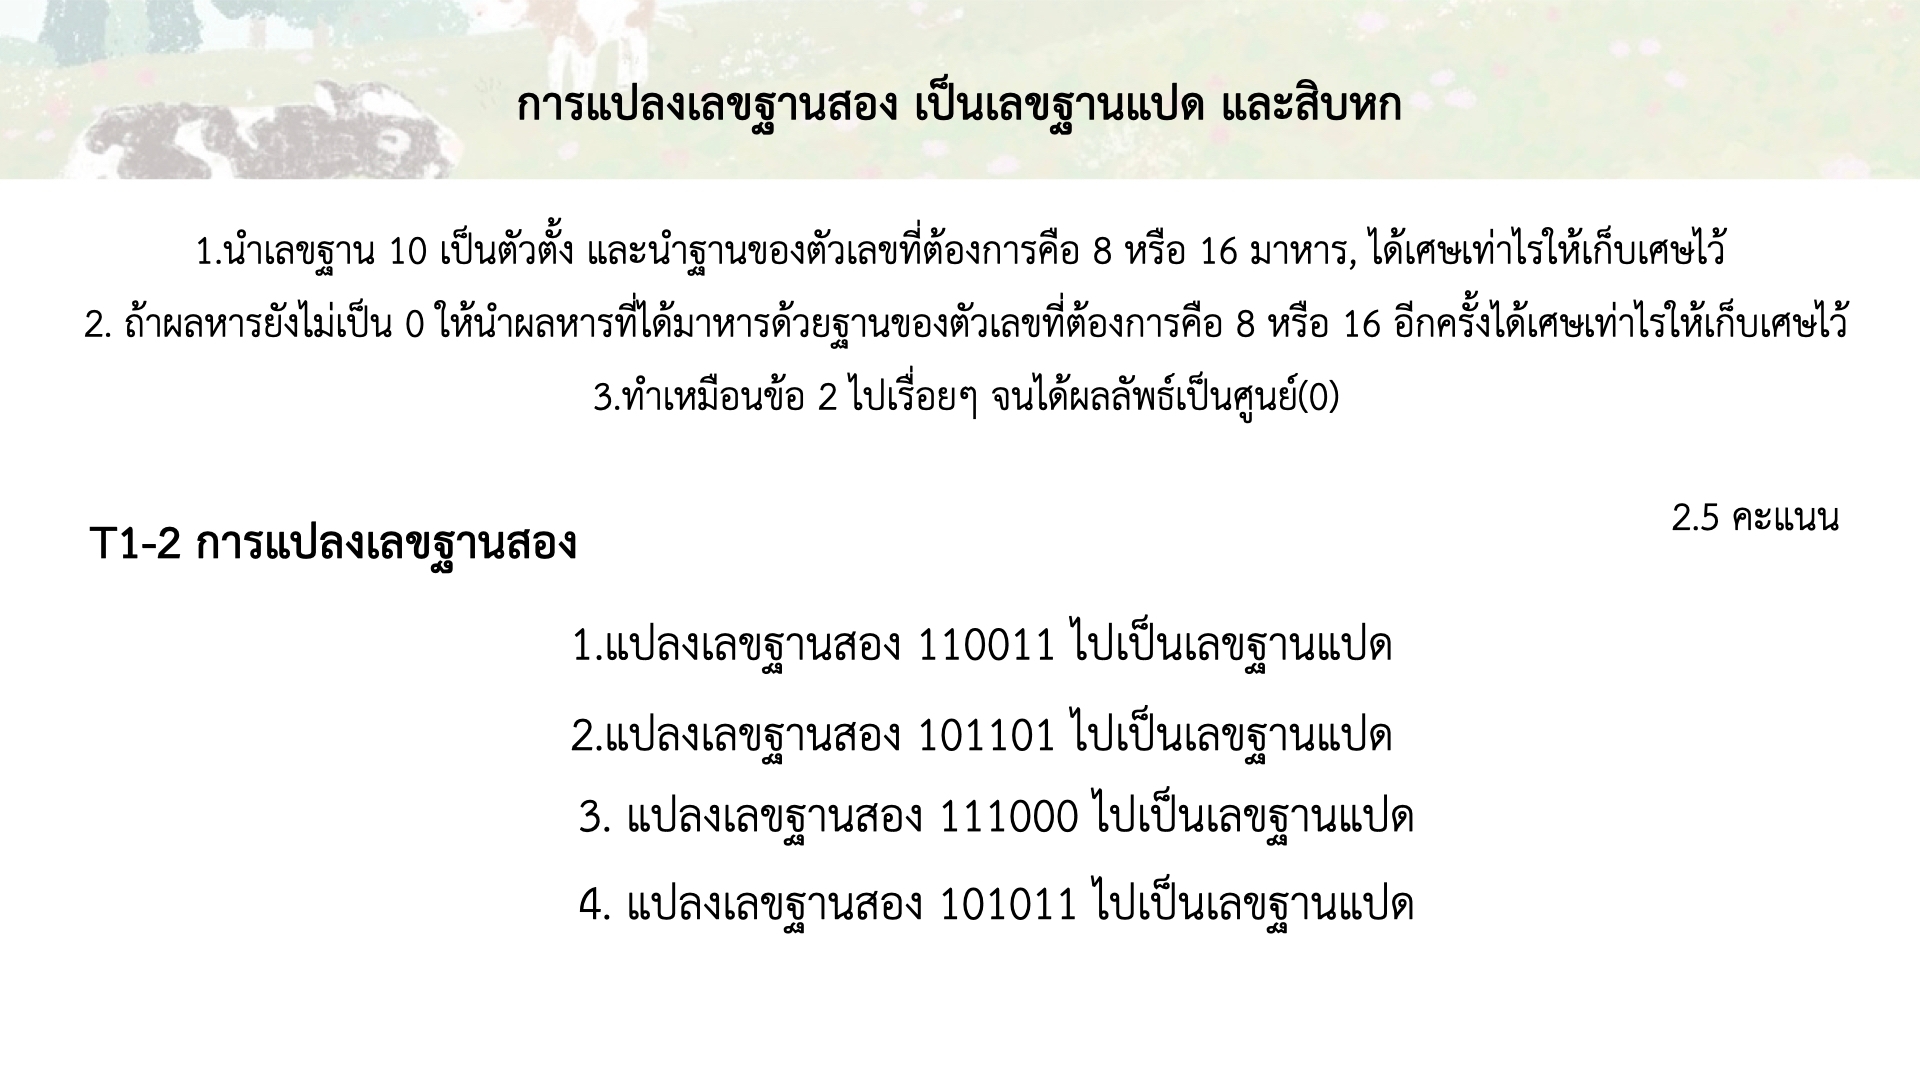 การแปลงเลขฐานสอง เป็นเลขฐานแปด และสิบหก
1.นำเลขฐาน 10 เป็นตัวตั้ง และนำฐานของตัวเลขที่ต้องการคือ 8 หรือ 16 มาหาร, ได้เศษเท่าไรให้เก็บเศษไว้
2. ถ้าผลหารยังไม่เป็น 0 ให้นำผลหารที่ได้มาหารด้วยฐานของตัวเลขที่ต้องการคือ 8 หรือ 16 อีกครั้งได้เศษเท่าไรให้เก็บเศษไว้
3.ทำเหมือนข้อ 2 ไปเรื่อยๆ จนได้ผลลัพธ์เป็นศูนย์(0)
2.5 คะแนน
T1-2 การแปลงเลขฐานสอง
1.แปลงเลขฐานสอง 110011 ไปเป็นเลขฐานแปด
2.แปลงเลขฐานสอง 101101 ไปเป็นเลขฐานแปด
3. แปลงเลขฐานสอง 111000 ไปเป็นเลขฐานแปด
4. แปลงเลขฐานสอง 101011 ไปเป็นเลขฐานแปด